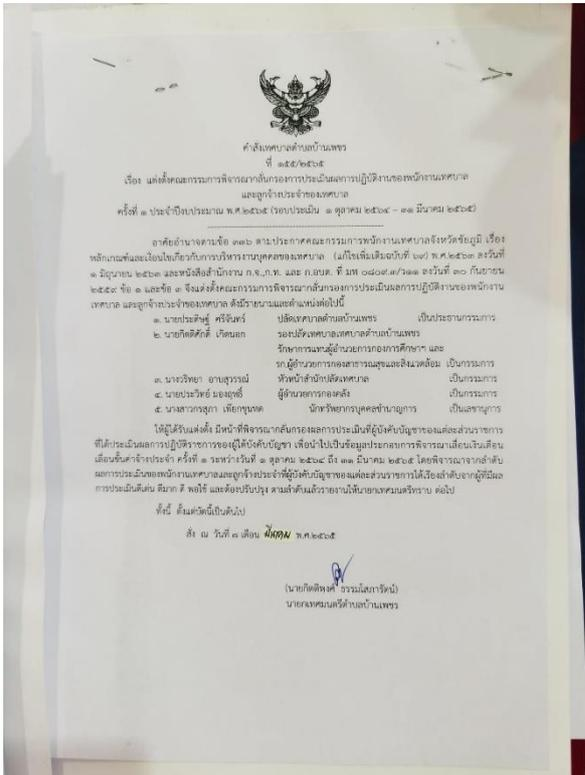 คำสั่งเทศบาลตำบลบ้านเพชร
ที่ ๑๕๕/๒๕๖๕
เรื่อง แต่งตั้งคณะกรรมการพิจารณากลั่นกรองการประเมินผลการปฏิบัติงานของพนักงานเทศบาล
และลูกจ้างประจำของเทศบาล
ครั้งที่ ๑ ประจำปีงบประมาณ พ.ศ.๒๕๖๕ (รอบประเมิน ๑ ตุลาคม ๒๕๖๔ – ๓๑ มีนาคม ๒๕๖๕)
อาศัยอำนาจตามข้อ ๓๓๖ ตามประกาศคณะกรรมการพนักงานเทศบาลจังหวัดชัยภูมิ เรื่อง
หลักเกณฑ์และเงื่อนไขเกี่ยวกับการบริหารงานบุคคลของเทศบาล (แก้ไขเพิ่มเติมฉบับที่ ๖๙) พ.ศ.๒๕๖๓ ลงวันที่
๑ มิถุนายน ๒๕๖๓ และหนังสือสำนักงาน ก.จ.,ก.ท. และ ก.อบต. ที่ มท ๐๘๐๙.๓/ว๑๑ ลงวันที่ ๓๐ กันยายน
๒๕๕๙ ข้อ ๑ และข้อ ๓ จึงแต่งตั้งคณะกรรมการกลั่นกรองการประเมินผลการปฏิบัติงานของพนักงาน
เทศบาล และลูกจ้างประจำของเทศบาล ดังมีรายนามและตำแหน่งต่อไปนี้
๑. นายประดิษฐ์ ศรีจันทร์ ปลัดเทศบาลตำบลบ้านเพชร เป็นประธานกรรมการ
๒. นายกิตติศักดิ์ เกิดนอก รองปลัดเทศบาลเทศบาลตำบลบ้านเพชร
รักษาการแทนผู้อำนวยการกองการศึกษาฯ และ
รก.ผู้อำนวยการกองสาธารณสุขและสิ่งแวดล้อม เป็นกรรมการ
๓. นางวริทยา อาบสุวรรณ์ หัวหน้าสำนักปลัดเทศบาล เป็นกรรมการ
๔. นายประวิทย์ มองฤทธิ์ ผู้อำนวยการกองคลัง เป็นกรรมการ
๕. นางสาวกรสุภา เพียกขุนทด นักทรัพยากรบุคคลชำนาญการ เป็นเลขานุการ
ให้ผู้ได้รับแต่งตั้ง มีหน้าที่พิจารณากลั่นกรองผลการประเมินที่ผู้บังคับบัญชาของแต่ละส่วนราชการ
ที่ได้ประเมินผลการปฏิบัติราชการของผู้ใต้บังคับบัญชา เพื่อนำไปเป็นข้อมูลประกอบการพิจารณาเลื่อนเงินเดือน
เลื่อนขั้นค่าจ้างประจำ ครั้งที่ ๑ ระหว่างวันที่ ๑ ตุลาคม ๒๕๖๔ ถึง ๓๑ มีนาคม ๒๕๖๕ โดยพิจารณาจากลำดับ
ผลการประเมินของพนักงานเทศบาลและลูกจ้างประจำที่ผู้บังคับบัญชาของแต่ละส่วนราชการได้เรียงลำดับจากผู้ที่มีผล
การประเมินดีเด่น ดีมาก ดี พอใช้ และต้องปรับปรุง ตามลำดับแล้วรายงานให้นายกเทศมนตรีทราบ ต่อไป
ทั้งนี้ ตั้งแต่บัดนี้เป็นต้นไป
สั่ง ณ วันที่ ๘ เดือน มีนาคม พ.ศ.๒๕๖๕
(นายกิตติพงศ์ ธรรมโสภารัตน์)
นายกเทศมนตรีตำบลบ้านเพชร